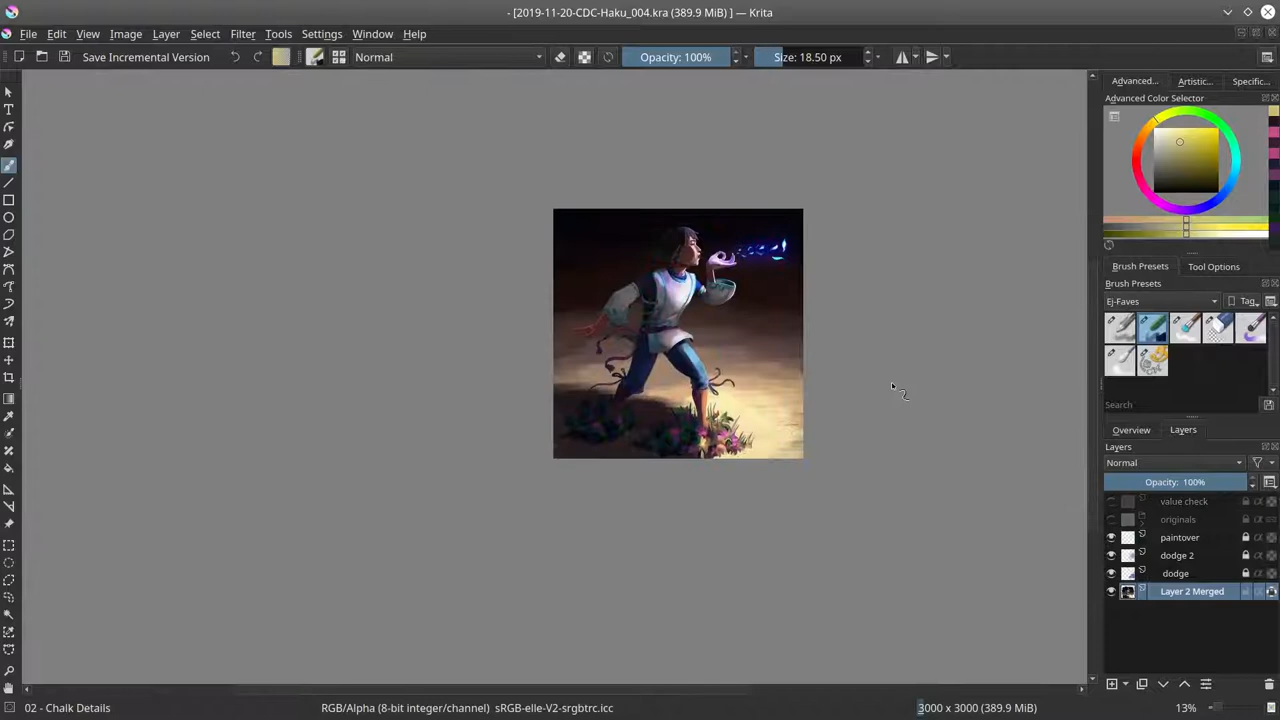 - [2019-11-20-CDC-Haku_004.kra (389.9 MiB) ] — Krita
File Edit View Image Layer Select Filter Tools Settings Window Help
Save Incremental Version Normal Opacity: 100% Size: 18.50 px
Advanced... Artistic... Specific...
Advanced Color Selector
Brush Presets Tool Options
Brush Presets
Ej-Faves Tag
Search
Overview Layers
Layers
Normal
Opacity: 100%
value check
originals
paintover
dodge 2
dodge
Layer 2 Merged
02 - Chalk Details RGB/Alpha (8-bit integer/channel) sRGB-elle-V2-srgbtrc.icc 3000 x 3000 (389.9 MiB) 13%